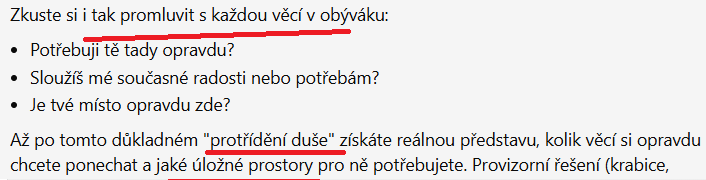 Zkuste si i tak promluvit s každou věcí v obýváku:
• Potřebuji tě tady opravdu?
• Sloužíš mé současné radosti nebo potřebám?
• Je tvé místo opravdu zde?
Až po tomto důkladném "protřídění duše" získáte reálnou představu, kolik věcí si opravdu
chcete ponechat a jaké úložné prostory pro ně potřebujete. Provizorní řešení (krabice,